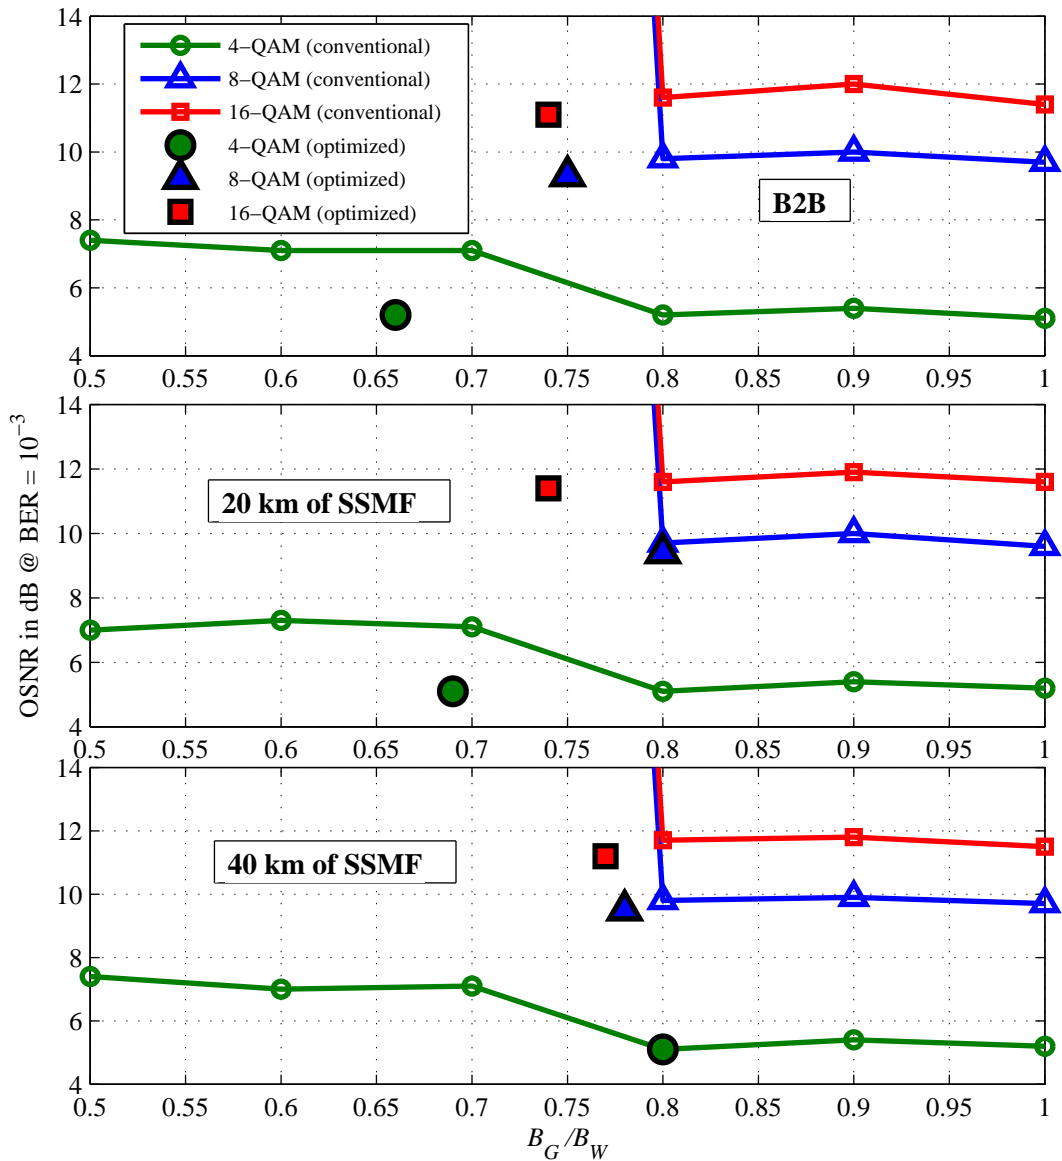 14
12
10
8
6
4
4−QAM (conventional)
8−QAM (conventional)
16−QAM (conventional)
4−QAM (optimized)
8−QAM (optimized)
16−QAM (optimized)
B2B
0.5 0.55 0.6 0.65 0.7 0.75 0.8 0.85 0.9 0.95 1
OSNR in dB @ BER = 10⁻³
14
12
10
8
6
4
20 km of SSMF
0.5 0.55 0.6 0.65 0.7 0.75 0.8 0.85 0.9 0.95 1
14
12
10
8
6
4
40 km of SSMF
0.5 0.55 0.6 0.65 0.7 0.75 0.8 0.85 0.9 0.95 1
B_G/B_W